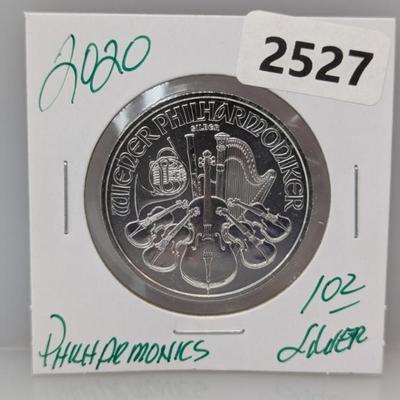 2020
2527
WIENER PHILHARMONIKER
SILBER
1OZ
PHILHARMONICS
SILVER